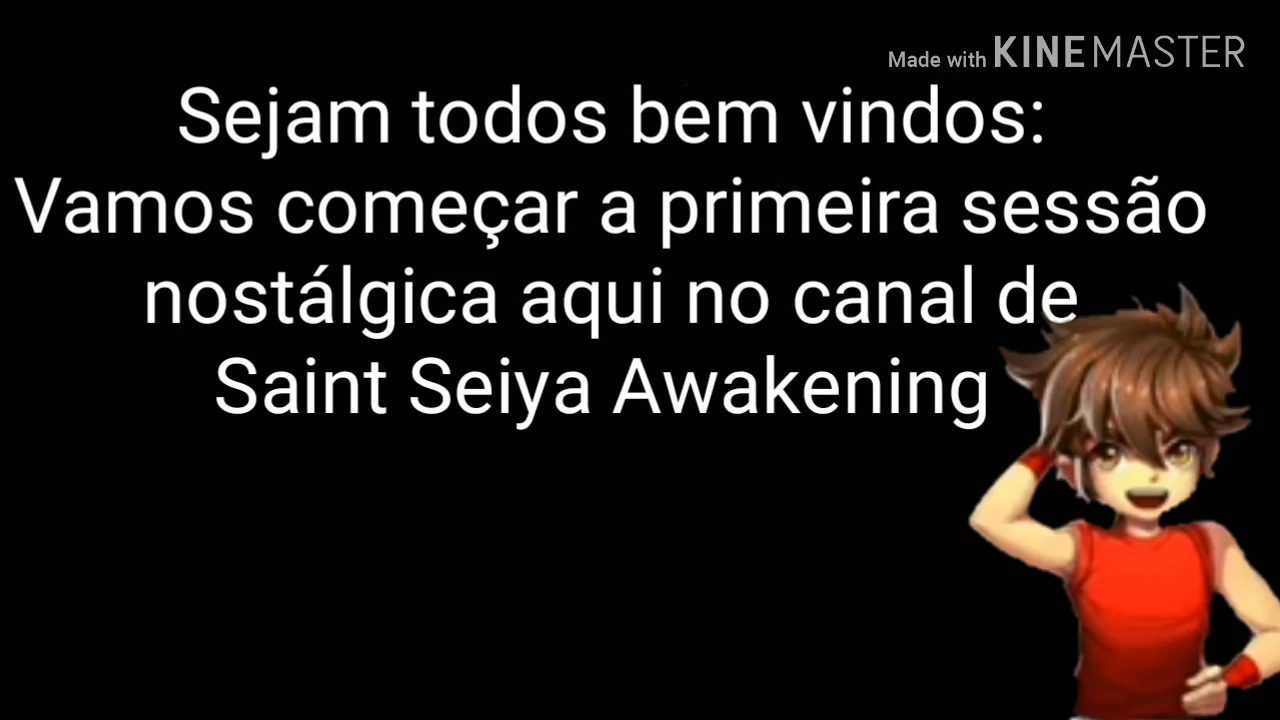 Made with KINEMASTER
Sejam todos bem vindos:
Vamos começar a primeira sessão
nostálgica aqui no canal de
Saint Seiya Awakening